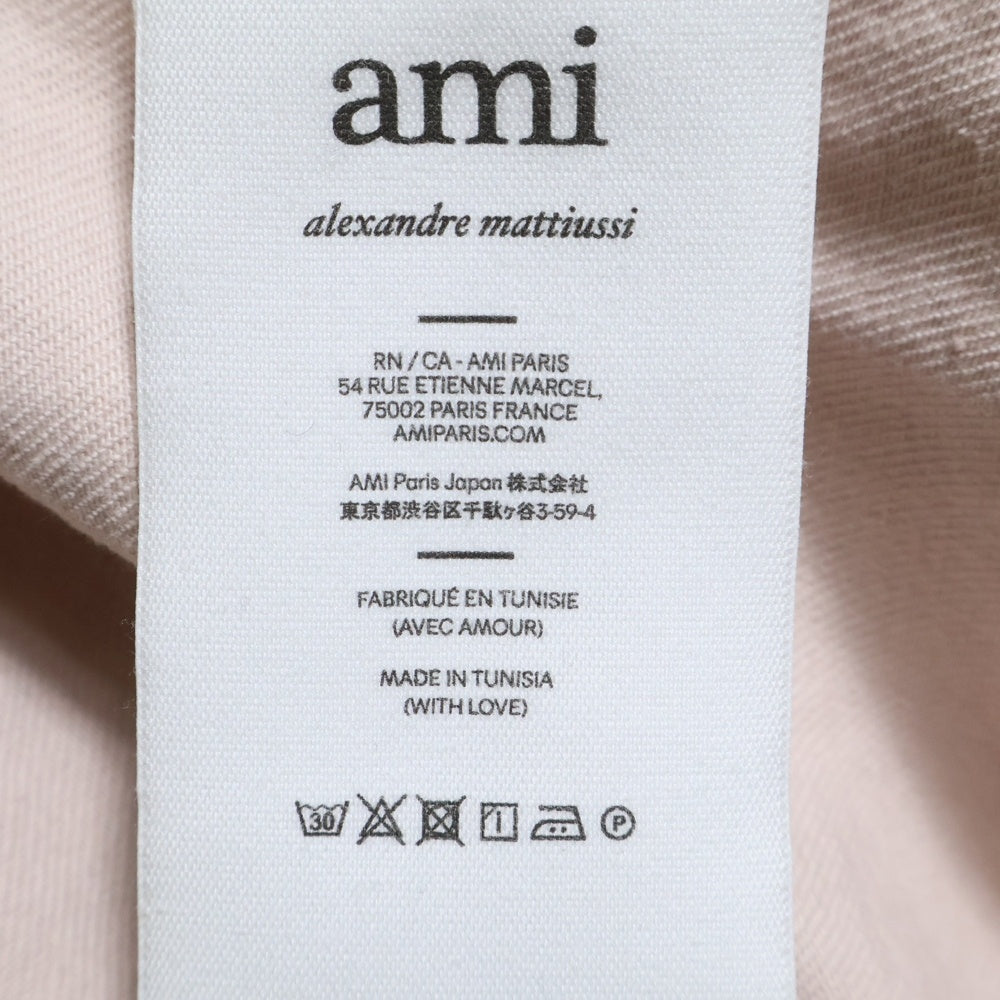 ami
alexandre mattiussi
RN / CA - AMI PARIS
54 RUE ETIENNE MARCEL,
75002 PARIS FRANCE
AMIPARIS.COM
AMI Paris Japan 株式会社
東京都渋谷区千駄ヶ谷3-59-4
FABRIQUÉ EN TUNISIE
(AVEC AMOUR)
MADE IN TUNISIA
(WITH LOVE)
30 P